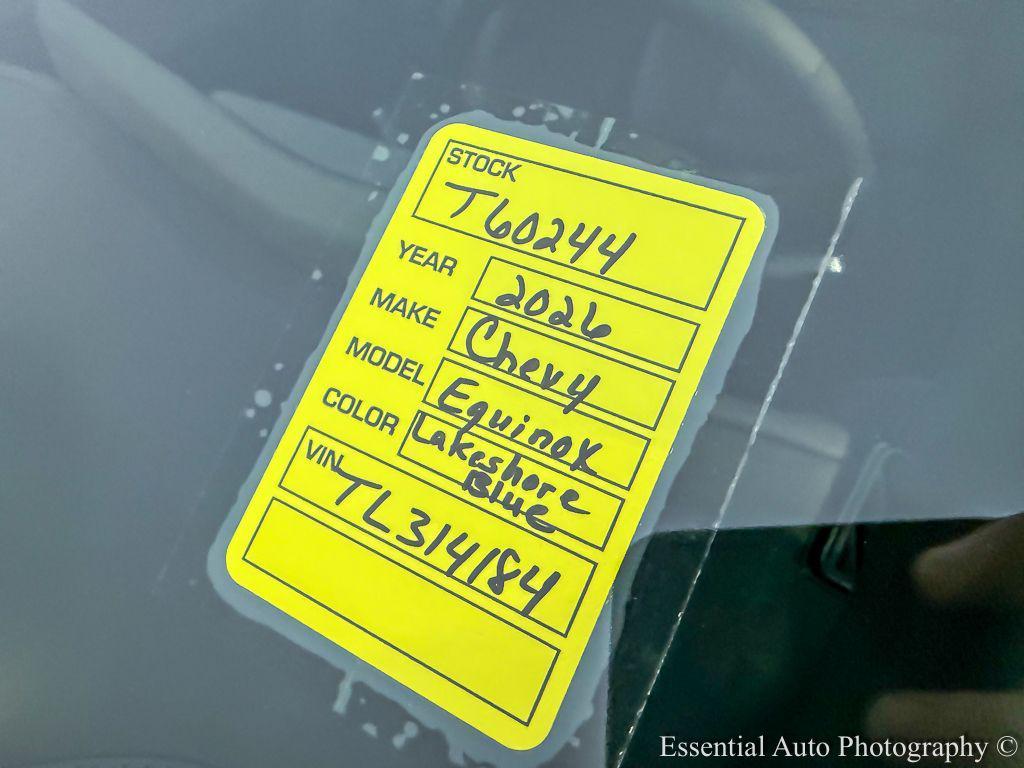 STOCK
T60244
YEAR 2026
MAKE Chevy
MODEL Equinox
COLOR Lakeshore
Blue
VIN
TL314184
Essential Auto Photography ©